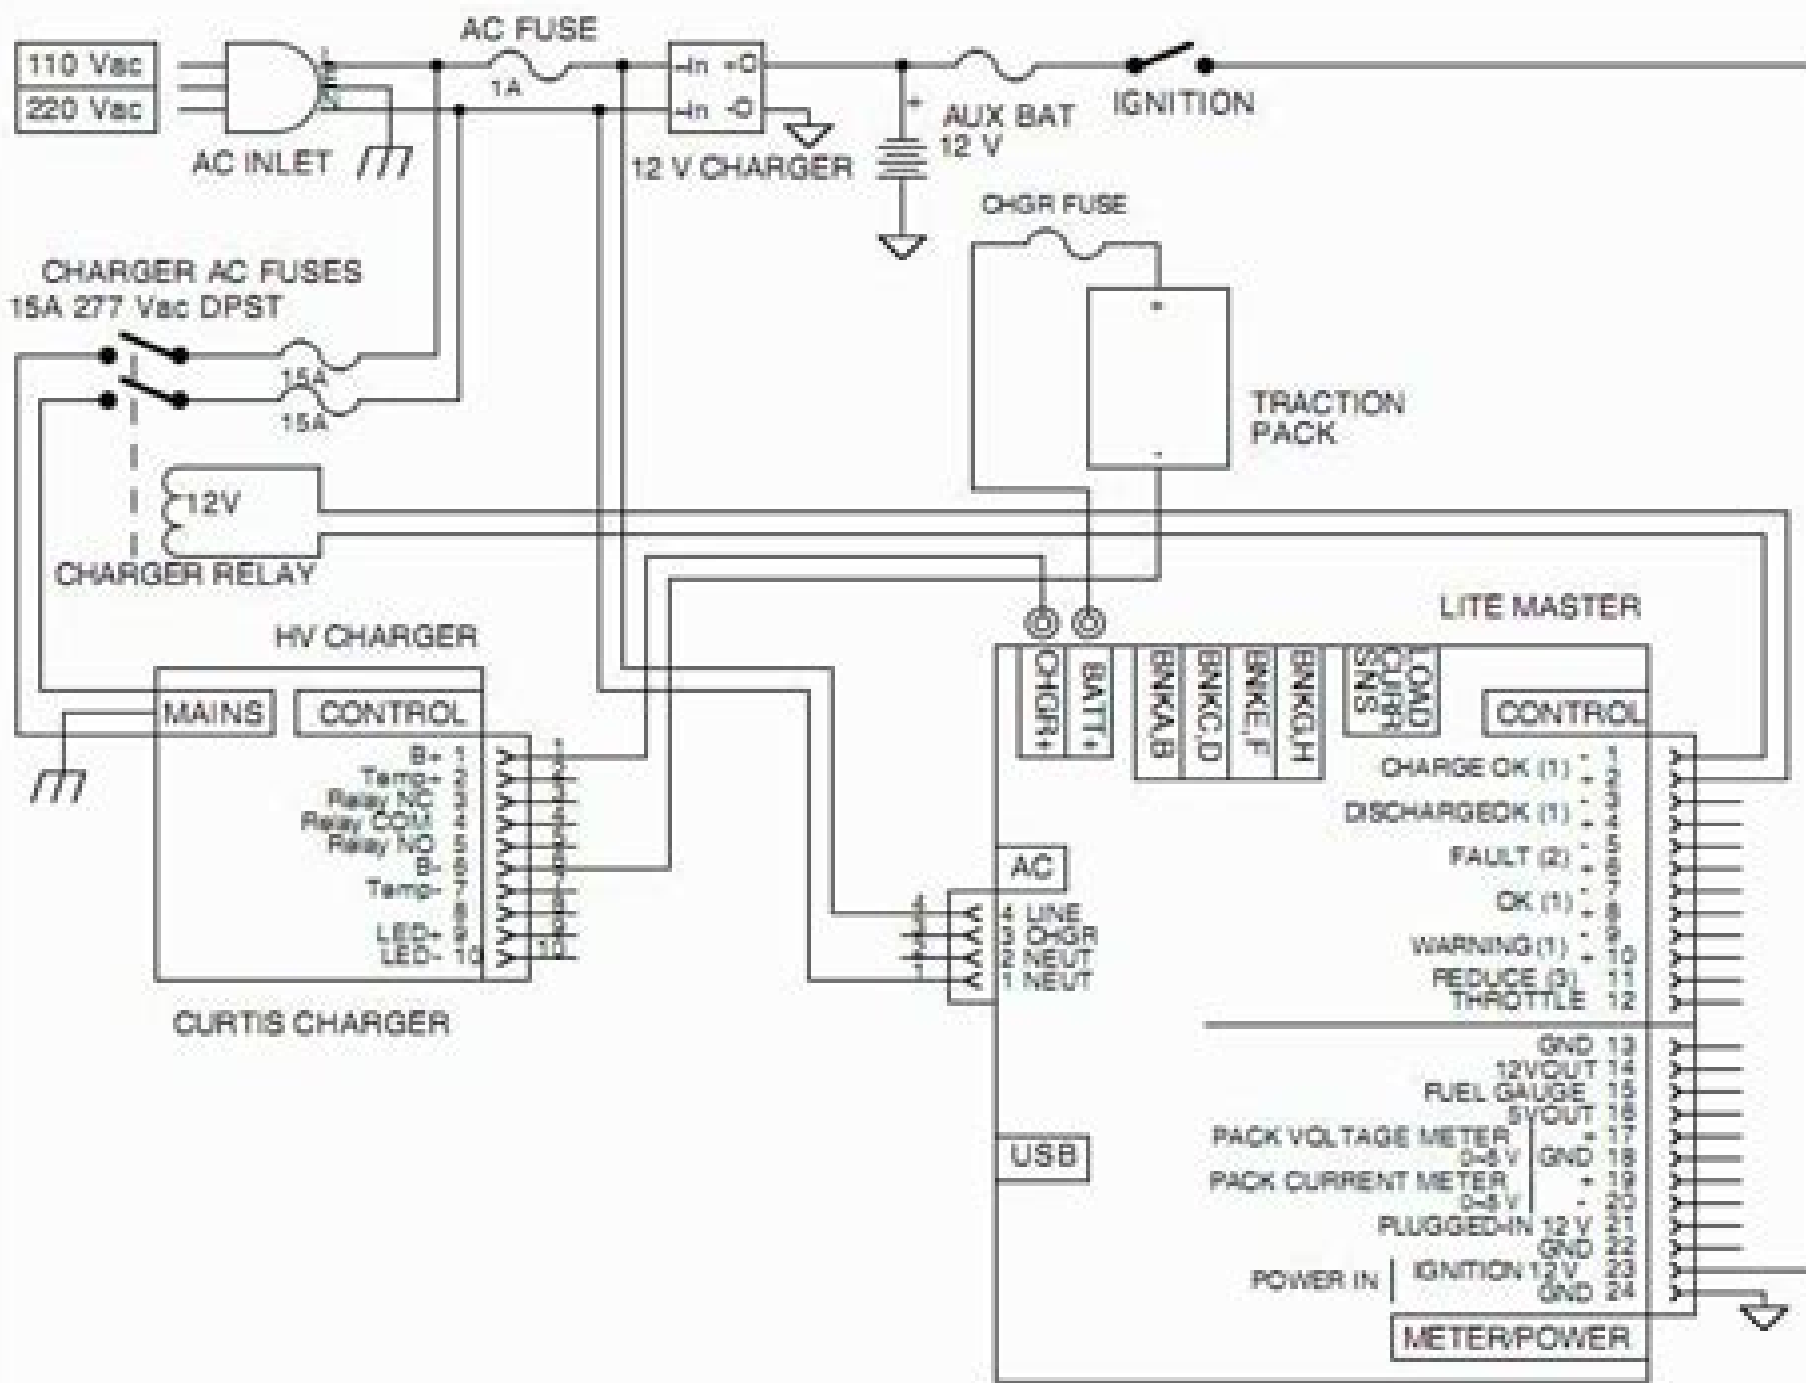 110 Vac
220 Vac
AC INLET
AC FUSE
1A
~In +O
~In -O
12 V CHARGER
+
AUX BAT
12 V
IGNITION
CHGR FUSE
+
-
TRACTION
PACK
CHARGER AC FUSES
15A 277 Vac DPST
15A
15A
12V
CHARGER RELAY
HV CHARGER
MAINS
CONTROL
B+ 1
Temp+ 2
Relay NC 3
Relay COM 4
Relay NO 5
B- 6
Temp- 7
8
LED+ 9
LED- 10
10
CURTIS CHARGER
LITE MASTER
CHGR+
BATT+
BNKA,B
BNKC,D
BNKE,F
BNKG,H
LOAD
CURR
SNS
CONTROL
CHARGE OK (1) - 1
+ 2
DISCHARGEOK (1) - 3
+ 4
FAULT (2) - 5
+ 6
OK (1) - 7
+ 8
WARNING (1) - 9
+ 10
REDUCE (3) 11
THROTTLE 12
AC
4 LINE
3 CHGR
2 NEUT
1 NEUT
USB
GND 13
12VOUT 14
FUEL GAUGE 15
5VOUT 16
PACK VOLTAGE METER + 17
0-5 V GND 18
PACK CURRENT METER + 19
0-5 V - 20
PLUGGED-IN 12 V 21
GND 22
POWER IN IGNITION 12 V 23
GND 24
METER/POWER